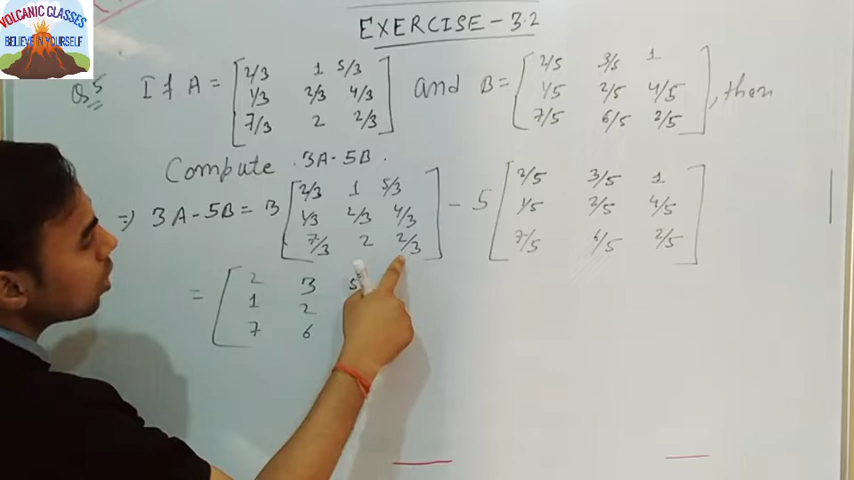 VOLCANIC CLASSES
BELIEVE IN YOURSELF
EXERCISE - 3.2
Q5 If A = [2/3 1 5/3 and B = [2/5 3/5 1
1/3 2/3 4/3 1/5 2/5 4/5
7/3 2 2/3] 7/5 6/5 2/5], then
Compute 3A - 5B.
⇒ 3A - 5B = 3 [2/3 1 5/3 - 5 [2/5 3/5 1
1/3 2/3 4/3 1/5 2/5 4/5
7/3 2 2/3] 7/5 6/5 2/5]
= [2 3 5
1 2
7 6